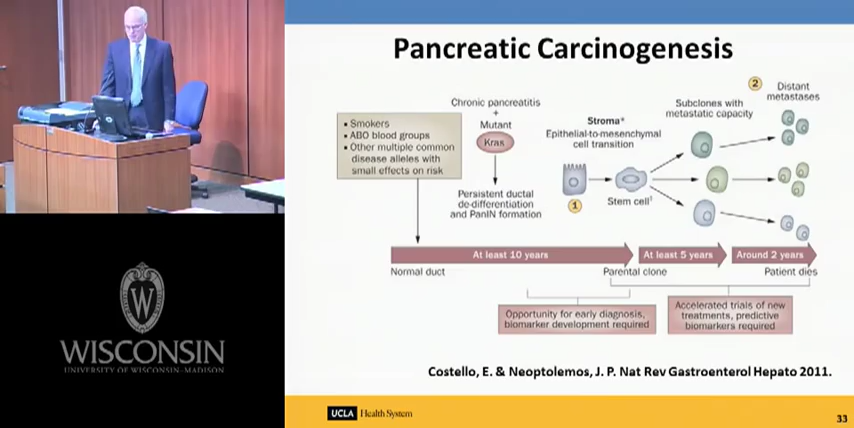 Pancreatic Carcinogenesis
▪ Smokers
▪ ABO blood groups
▪ Other multiple common
disease alleles with
small effects on risk
Chronic pancreatitis
+
Mutant
Kras
Persistent ductal
de-differentiation
and PanIN formation
Stroma*
Epithelial-to-mesenchymal
cell transition
1
Stem cell†
Subclones with
metastatic capacity
2
Distant
metastases
At least 10 years
At least 5 years
Around 2 years
Normal duct
Parental clone
Patient dies
Opportunity for early diagnosis,
biomarker development required
Accelerated trials of new
treatments, predictive
biomarkers required
Costello, E. & Neoptolemos, J. P. Nat Rev Gastroenterol Hepato 2011.
UCLA Health System
33
W
WISCONSIN
UNIVERSITY OF WISCONSIN–MADISON